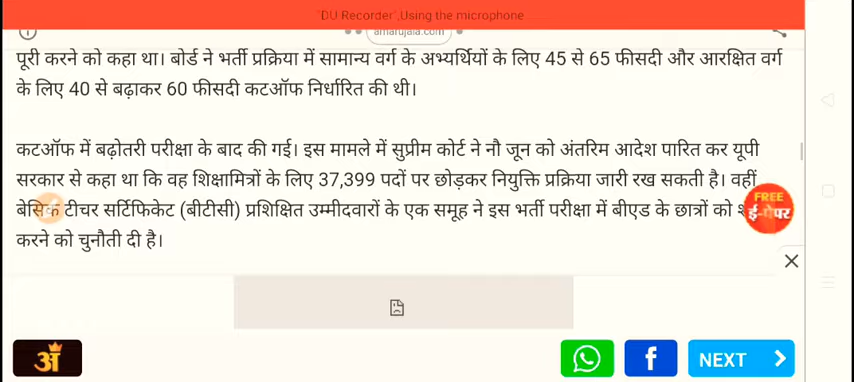 "DU Recorder",Using the microphone
amarujala.com
पूरी करने को कहा था। बोर्ड ने भर्ती प्रक्रिया में सामान्य वर्ग के अभ्यर्थियों के लिए 45 से 65 फीसदी और आरक्षित वर्ग
के लिए 40 से बढ़ाकर 60 फीसदी कटऑफ निर्धारित की थी।
कटऑफ में बढ़ोतरी परीक्षा के बाद की गई। इस मामले में सुप्रीम कोर्ट ने नौ जून को अंतरिम आदेश पारित कर यूपी
सरकार से कहा था कि वह शिक्षामित्रों के लिए 37,399 पदों पर छोड़कर नियुक्ति प्रक्रिया जारी रख सकती है। वहीं
बेसिक टीचर सर्टिफिकेट (बीटीसी) प्रशिक्षित उम्मीदवारों के एक समूह ने इस भर्ती परीक्षा में बीएड के छात्रों को
FREE
ई-पेपर
करने को चुनौती दी है।
अ
f
NEXT